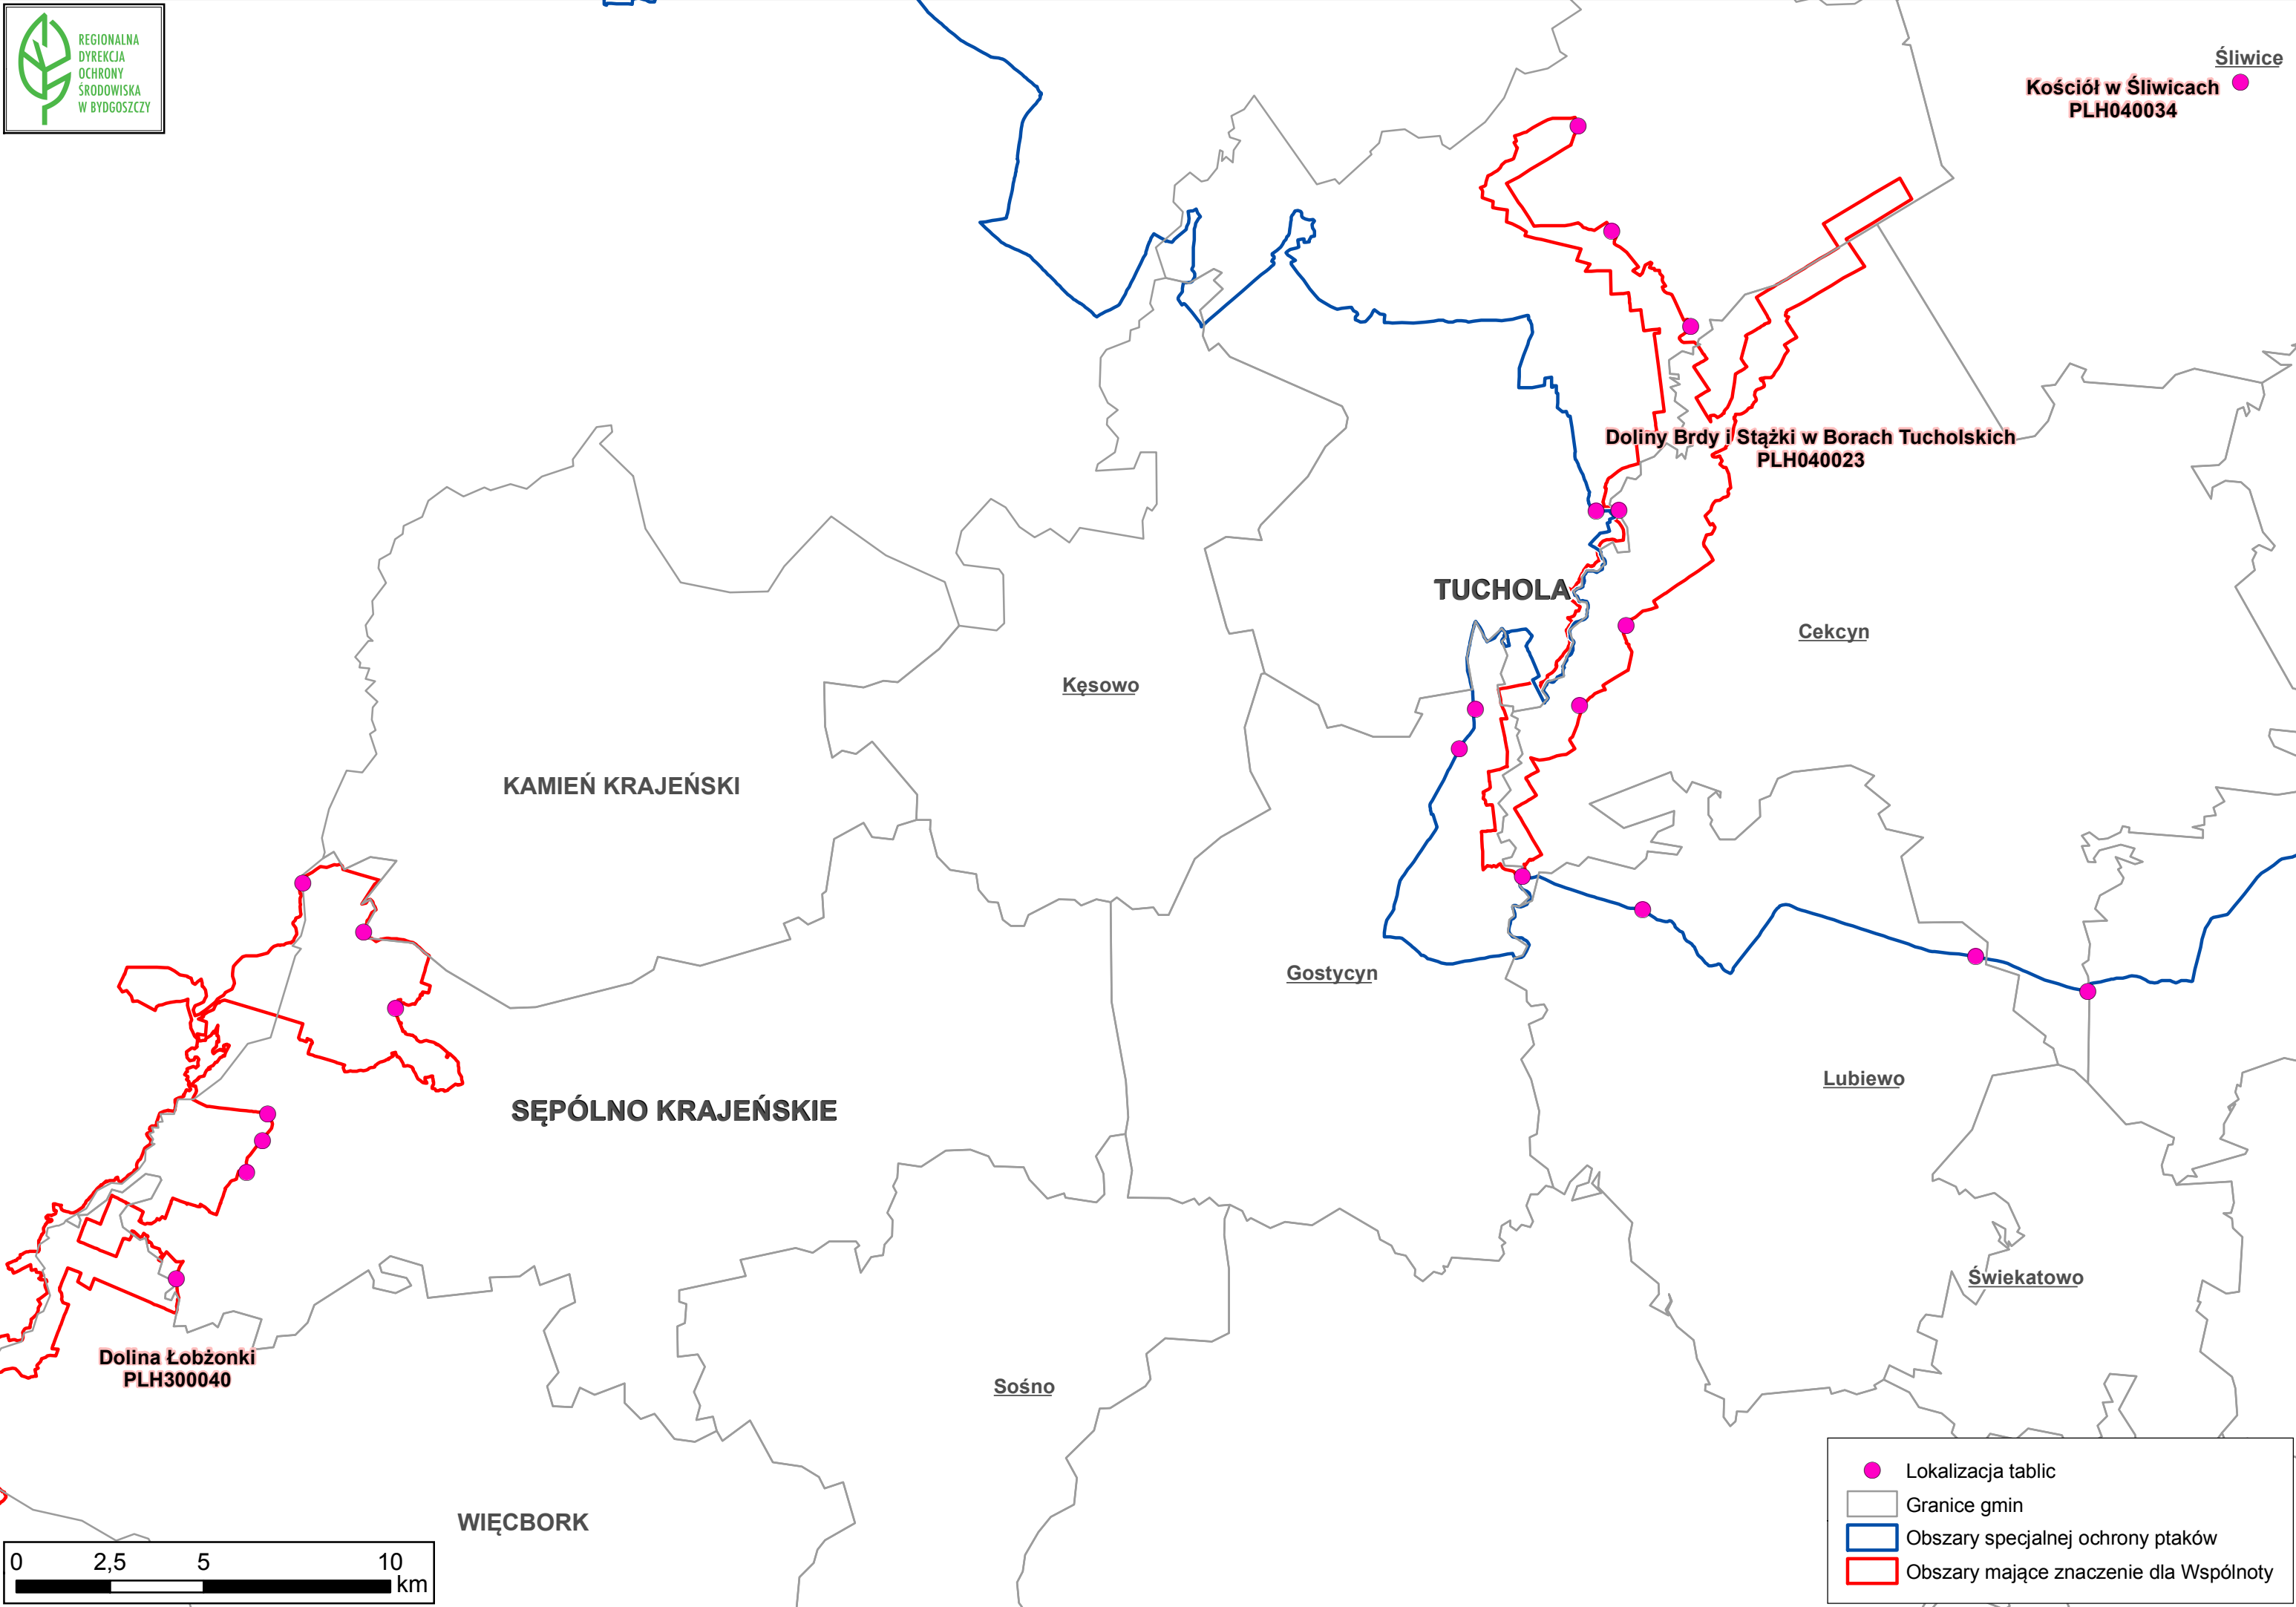 REGIONALNA
DYREKCJA
OCHRONY
ŚRODOWISKA
W BYDGOSZCZY
Śliwice
Kościół w Śliwicach
PLH040034
Doliny Brdy i Stążki w Borach Tucholskich
PLH040023
TUCHOLA
Cekcyn
Kęsowo
KAMIEŃ KRAJEŃSKI
Gostycyn
Lubiewo
SĘPÓLNO KRAJEŃSKIE
Świekatowo
Dolina Łobżonki
PLH300040
Sośno
WIĘCBORK
Lokalizacja tablic
Granice gmin
Obszary specjalnej ochrony ptaków
Obszary mające znaczenie dla Wspólnoty
0 2,5 5 10
km